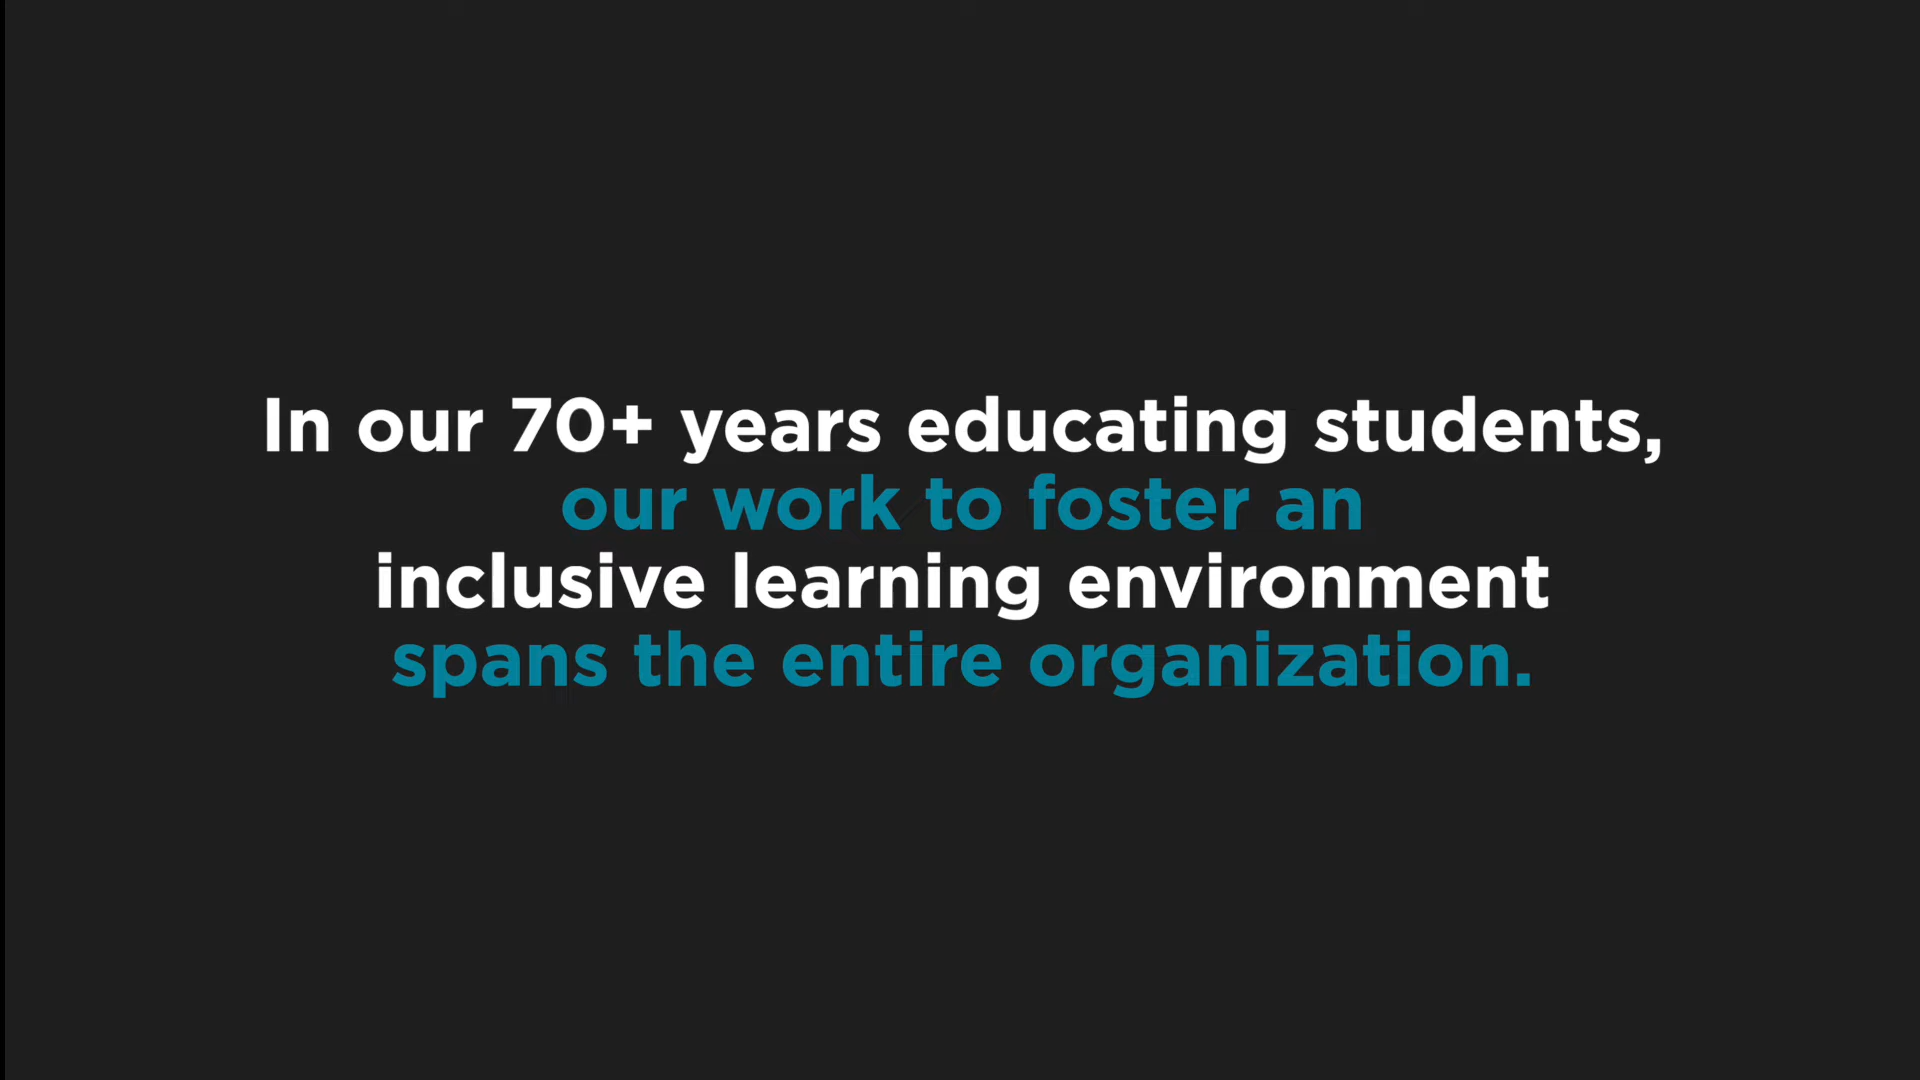 In our 70+ years educating students,
our work to foster an
inclusive learning environment
spans the entire organization.